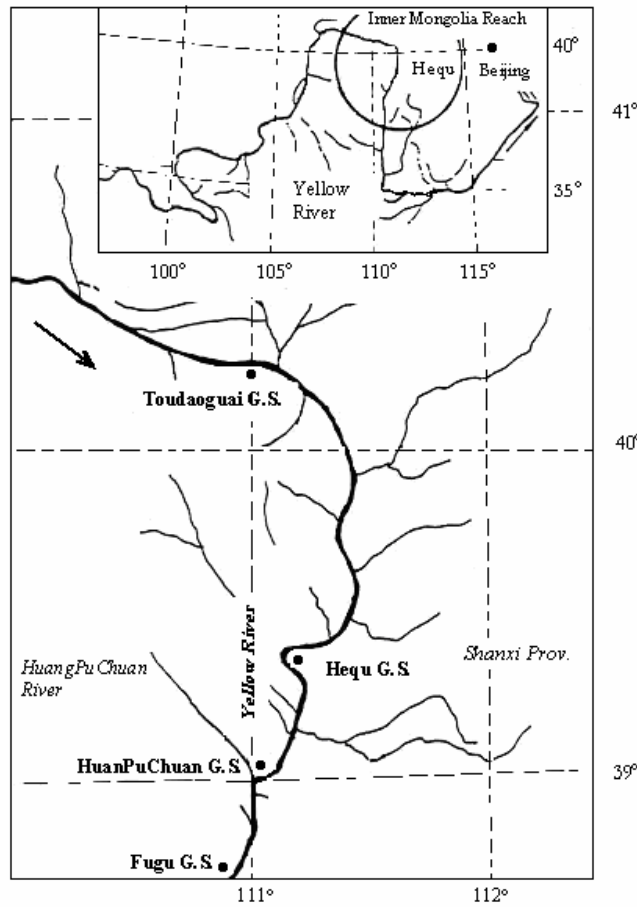 Inner Mongolia Reach
40°
Hequ
Beijing
41°
Yellow
River
35°
100°
105°
110°
115°
Toudaoguai G.S.
40°
Yellow River
HuangPuChuan
River
Hequ G.S.
Shanxi Prov.
HuanPuChuan G.S.
39°
Fugu G.S.
111°
112°